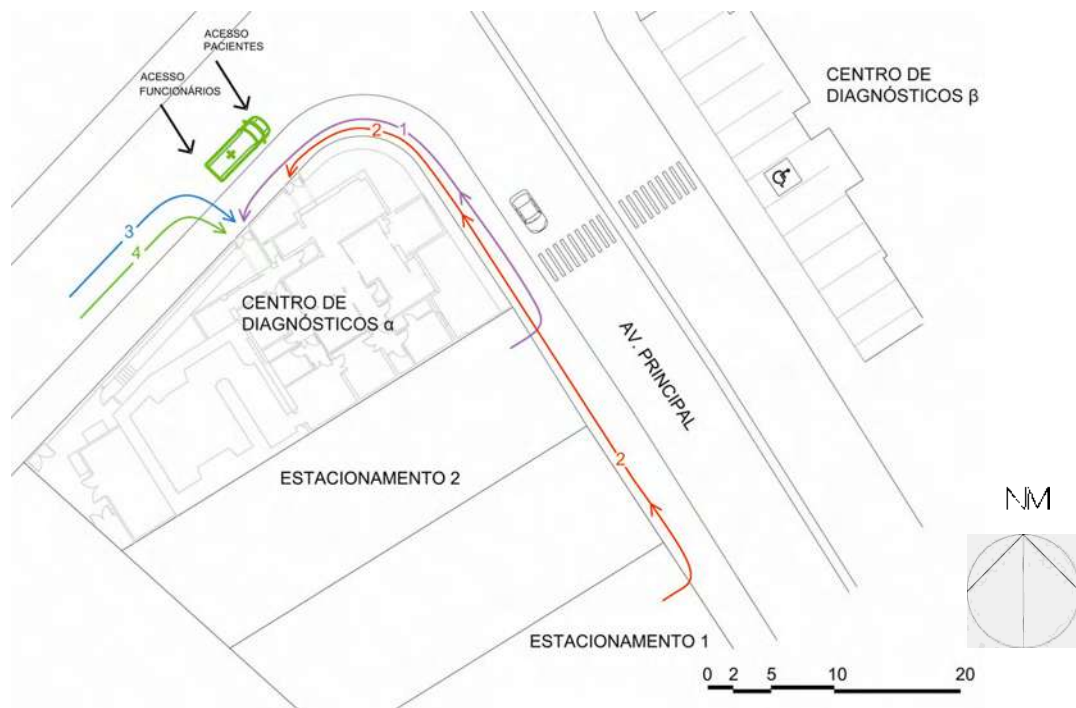 ACESSO
PACIENTES
ACESSO
FUNCIONÁRIOS
CENTRO DE
DIAGNÓSTICOS β
2
1
3
4
CENTRO DE
DIAGNÓSTICOS α
AV. PRINCIPAL
2
ESTACIONAMENTO 2
NM
ESTACIONAMENTO 1
0 2 5 10 20